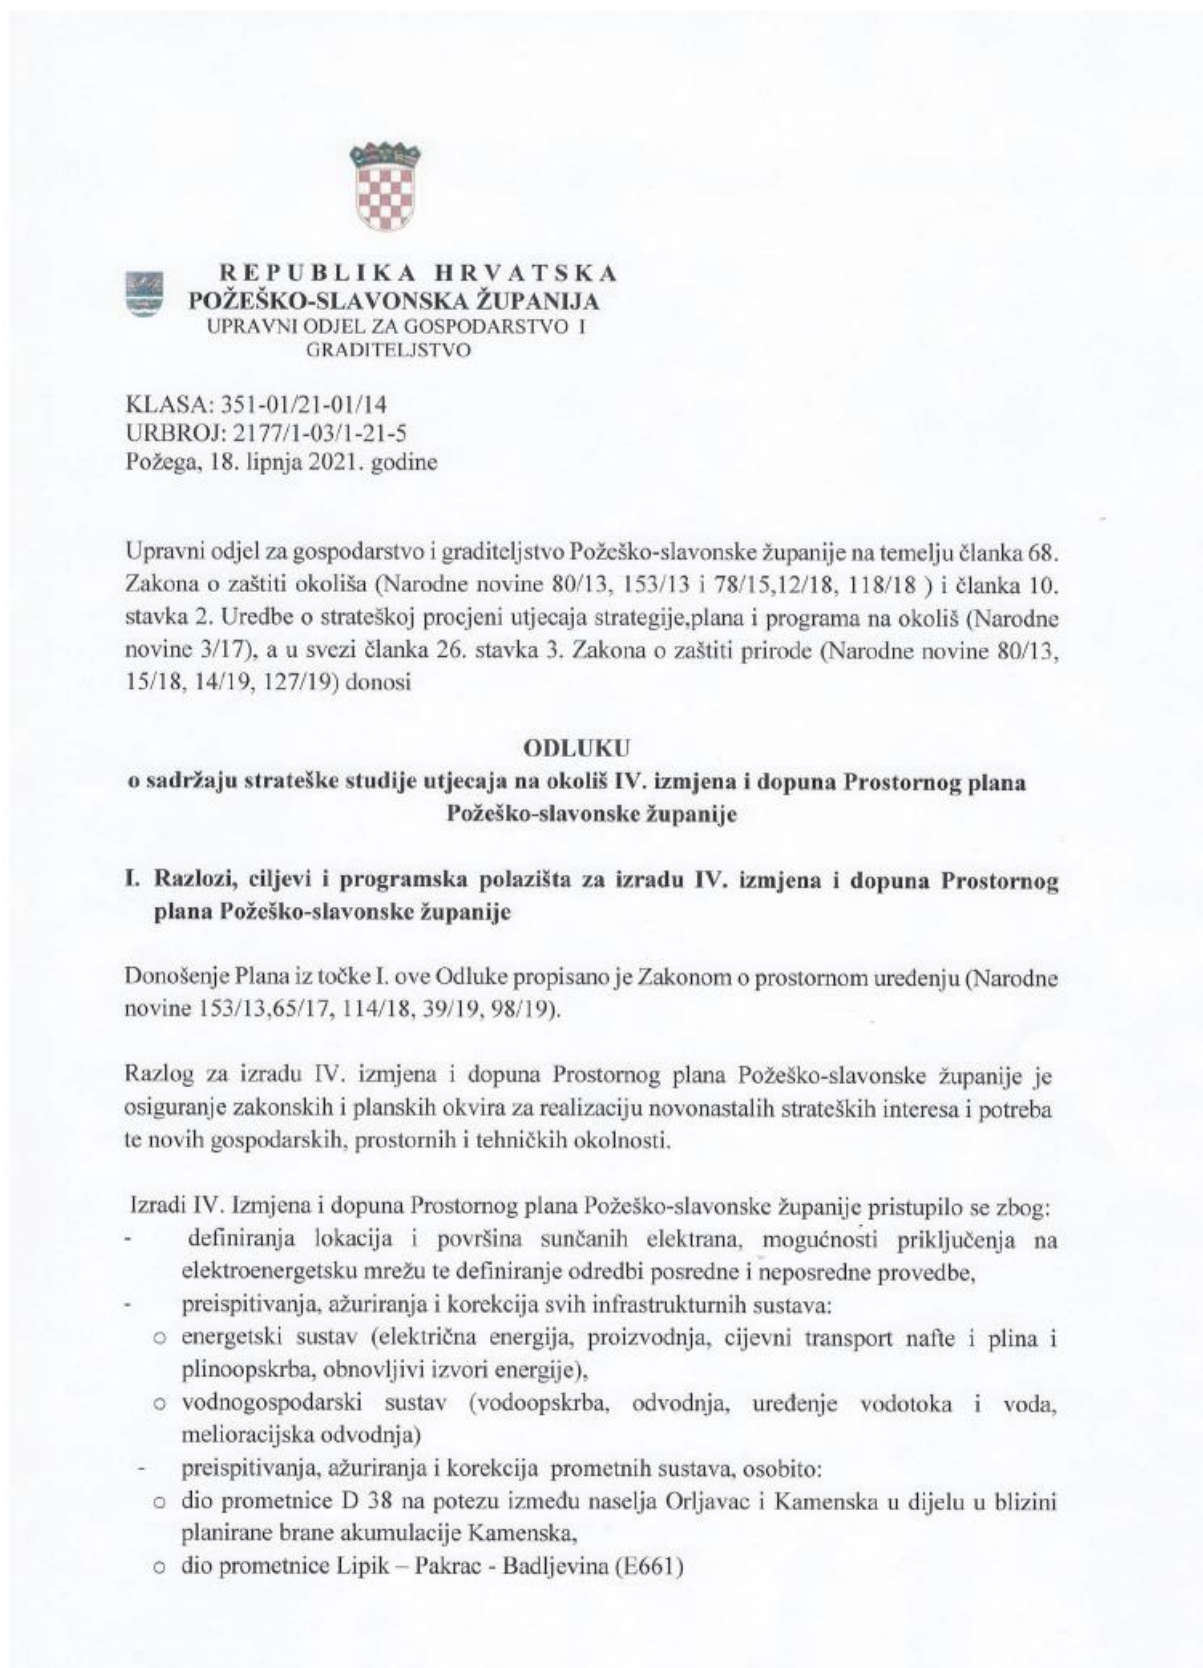 REPUBLIKA HRVATSKA
POŽEŠKO-SLAVONSKA ŽUPANIJA
UPRAVNI ODJEL ZA GOSPODARSTVO I
GRADITELJSTVO
KLASA: 351-01/21-01/14
URBROJ: 2177/1-03/1-21-5
Požega, 18. lipnja 2021. godine
Upravni odjel za gospodarstvo i graditeljstvo Požeško-slavonske županije na temelju članka 68.
Zakona o zaštiti okoliša (Narodne novine 80/13, 153/13 i 78/15,12/18, 118/18 ) i članka 10.
stavka 2. Uredbe o strateškoj procjeni utjecaja strategije,plana i programa na okoliš (Narodne
novine 3/17), a u svezi članka 26. stavka 3. Zakona o zaštiti prirode (Narodne novine 80/13,
15/18, 14/19, 127/19) donosi
ODLUKU
o sadržaju strateške studije utjecaja na okoliš IV. izmjena i dopuna Prostornog plana
Požeško-slavonske županije
I. Razlozi, ciljevi i programska polazišta za izradu IV. izmjena i dopuna Prostornog
plana Požeško-slavonske županije
Donošenje Plana iz točke I. ove Odluke propisano je Zakonom o prostornom uređenju (Narodne
novine 153/13,65/17, 114/18, 39/19, 98/19).
Razlog za izradu IV. izmjena i dopuna Prostornog plana Požeško-slavonske županije je
osiguranje zakonskih i planskih okvira za realizaciju novonastalih strateških interesa i potreba
te novih gospodarskih, prostornih i tehničkih okolnosti.
Izradi IV. Izmjena i dopuna Prostornog plana Požeško-slavonske županije pristupilo se zbog:
- definiranja lokacija i površina sunčanih elektrana, mogućnosti priključenja na
elektroenergetsku mrežu te definiranje odredbi posredne i neposredne provedbe,
- preispitivanja, ažuriranja i korekcija svih infrastrukturnih sustava:
o energetski sustav (električna energija, proizvodnja, cijevni transport nafte i plina i
plinoopskrba, obnovljivi izvori energije),
o vodnogospodarski sustav (vodoopskrba, odvodnja, uređenje vodotoka i voda,
melioracijska odvodnja)
- preispitivanja, ažuriranja i korekcija prometnih sustava, osobito:
o dio prometnice D 38 na potezu između naselja Orljavac i Kamenska u dijelu u blizini
planirane brane akumulacije Kamenska,
o dio prometnice Lipik – Pakrac - Badljevina (E661)